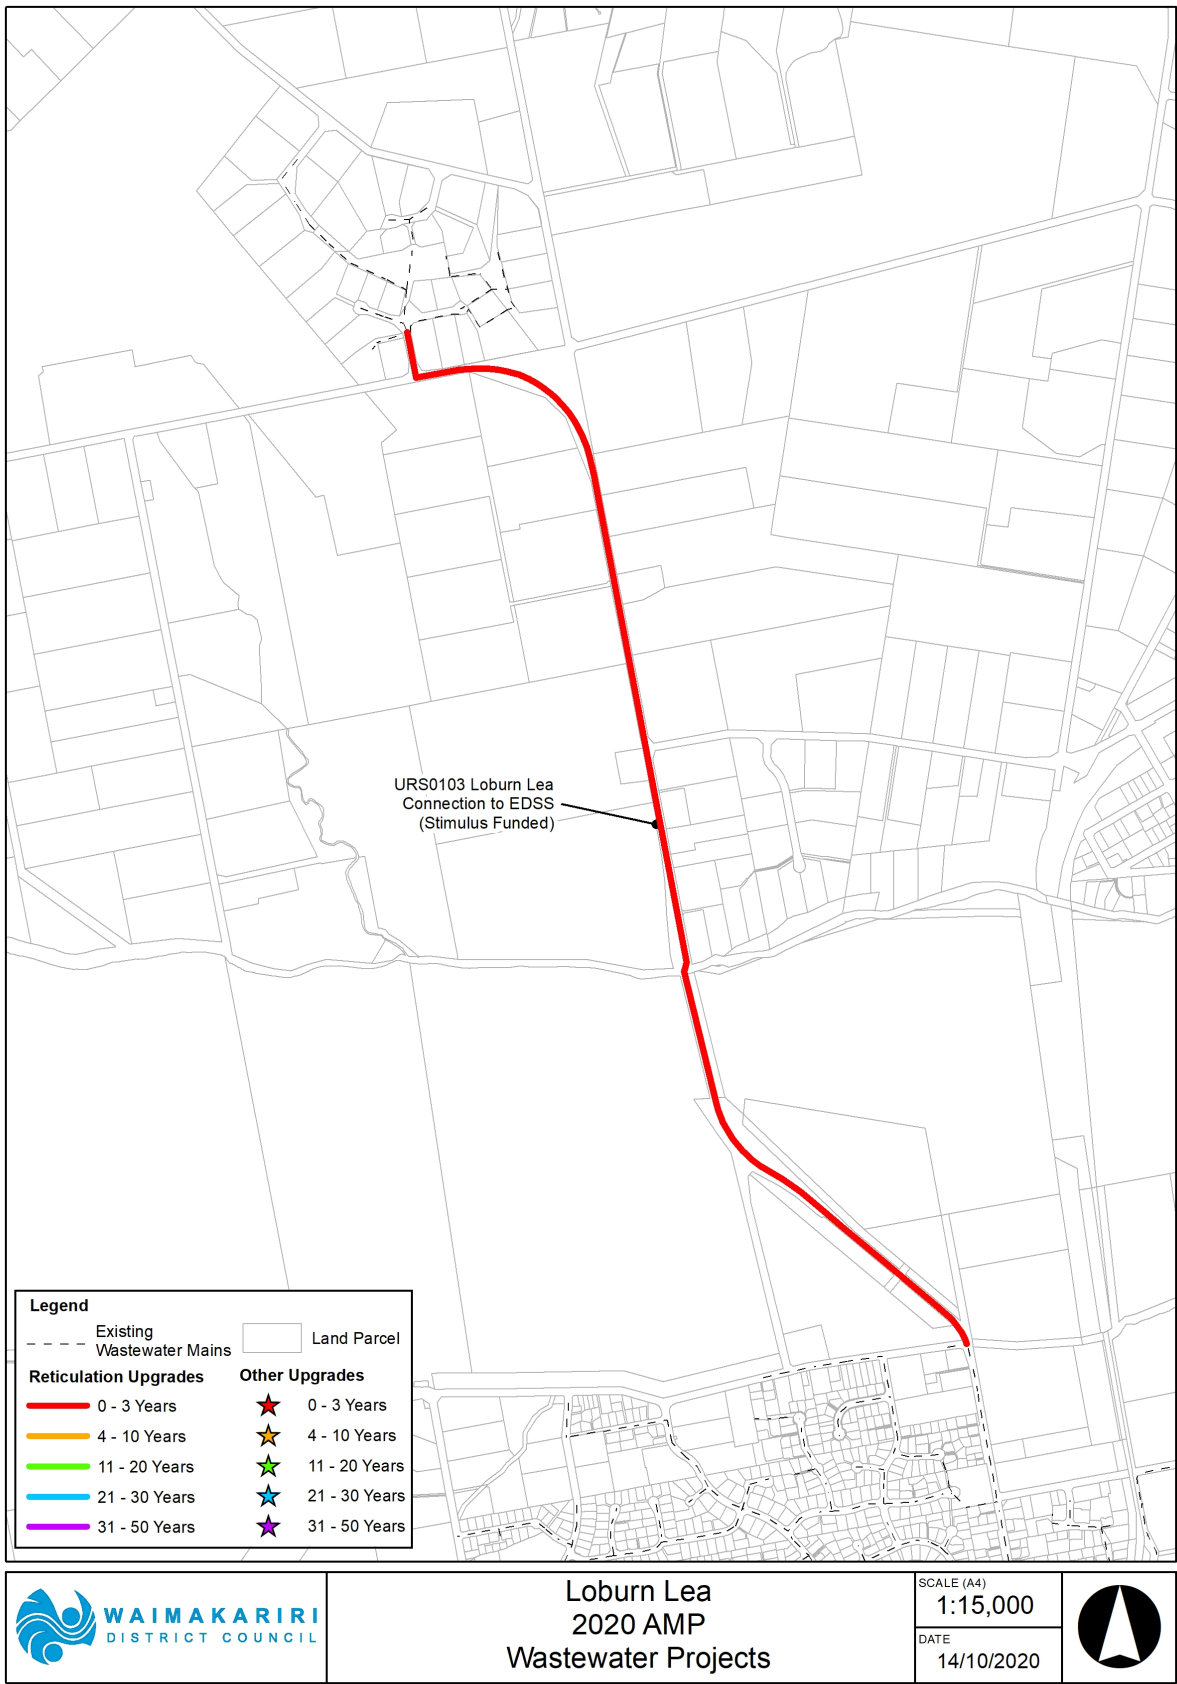 URS0103 Loburn Lea
Connection to EDSS
(Stimulus Funded)
Legend
Existing
Wastewater Mains
Land Parcel
Reticulation Upgrades
Other Upgrades
0 - 3 Years
0 - 3 Years
4 - 10 Years
4 - 10 Years
11 - 20 Years
11 - 20 Years
21 - 30 Years
21 - 30 Years
31 - 50 Years
31 - 50 Years
WAIMAKARIRI
DISTRICT COUNCIL
Loburn Lea
2020 AMP
Wastewater Projects
SCALE (A4)
1:15,000
DATE
14/10/2020